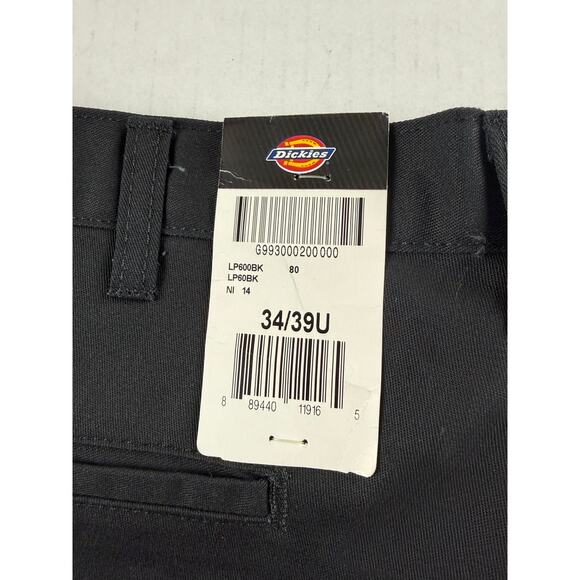 Dickies
G993000200000
LP600BK 80
LP60BK
NI 14
34/39U
8 89440 11916 5